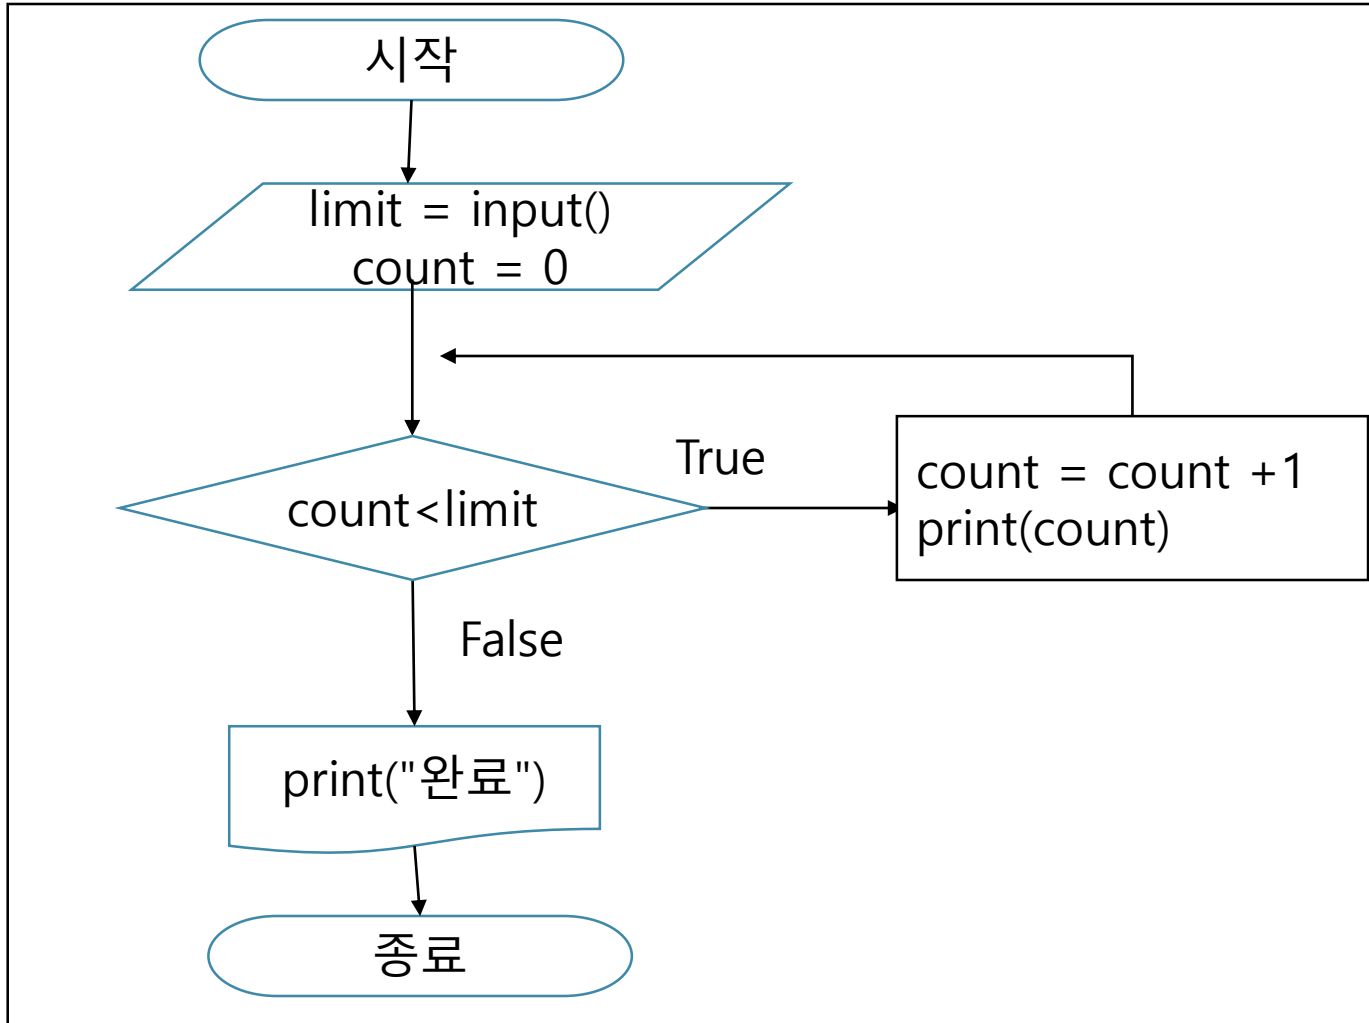 시작
limit = input()
count = 0
count<limit
True
count = count +1
print(count)
False
print("완료")
종료